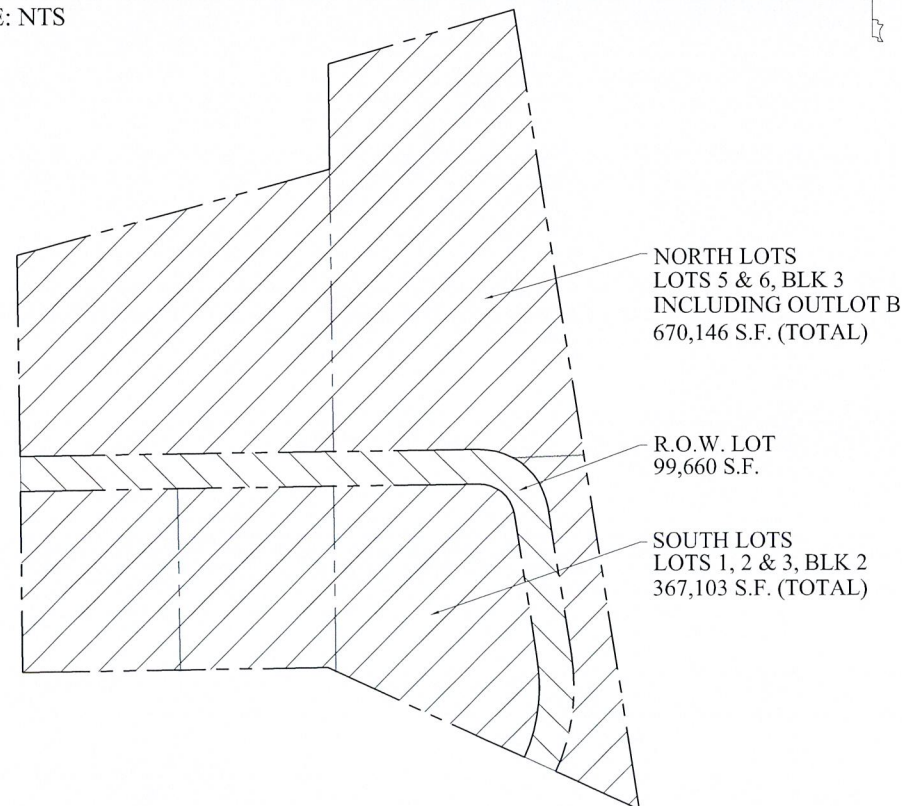 E: NTS
NORTH LOTS
LOTS 5 & 6, BLK 3
INCLUDING OUTLOT B
670,146 S.F. (TOTAL)
R.O.W. LOT
99,660 S.F.
SOUTH LOTS
LOTS 1, 2 & 3, BLK 2
367,103 S.F. (TOTAL)